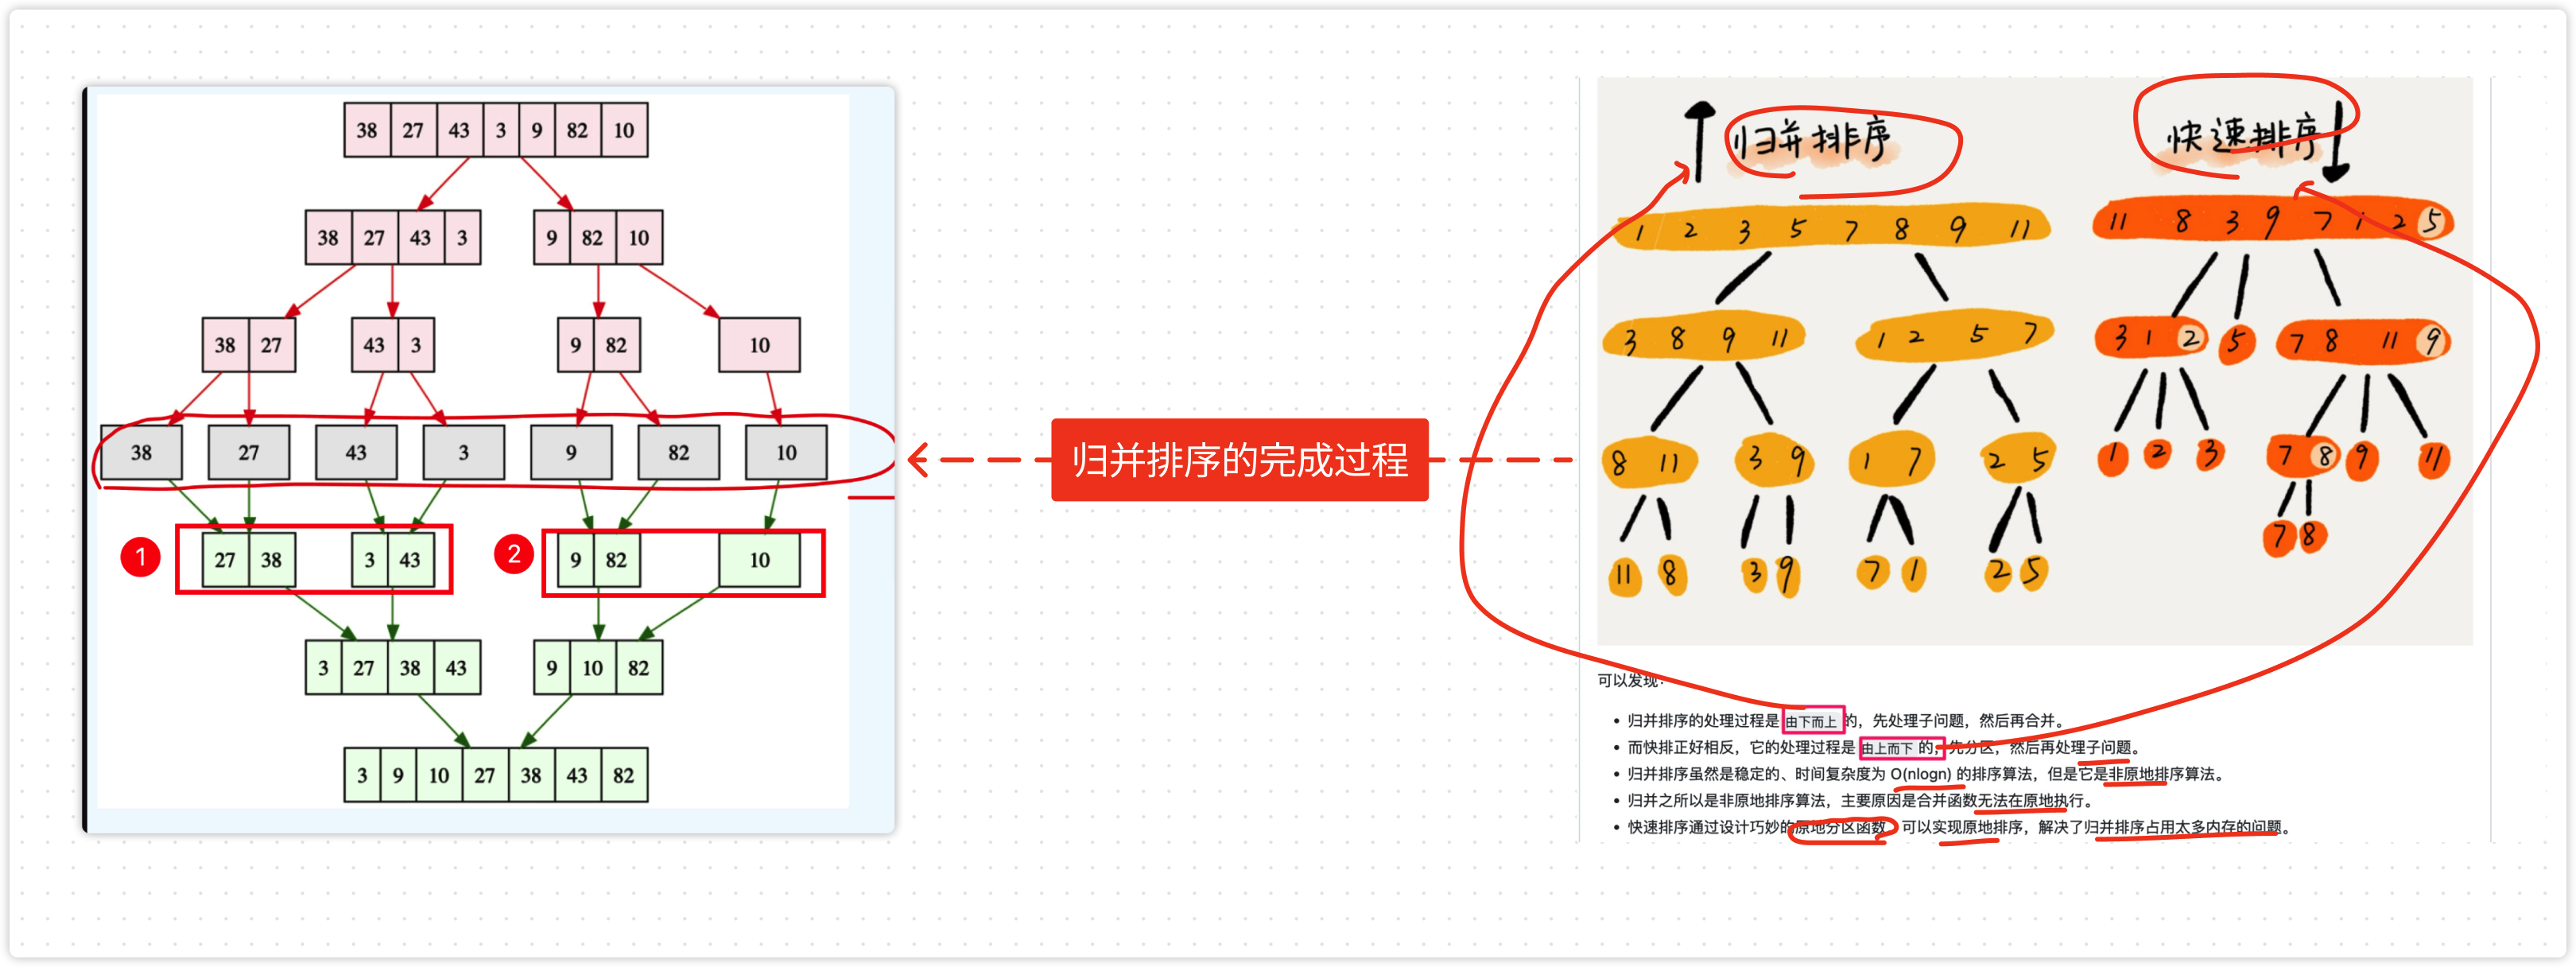 38 27 43 3 9 82 10
38 27 43 3
9 82 10
38 27
43 3
9 82
10
38
27
43
3
9
82
10
1
27 38
3 43
2
9 82
10
3 27 38 43
9 10 82
3 9 10 27 38 43 82
归并排序的完成过程
归并排序
1 2 3 5 7 8 9 11
3 8 9 11
1 2 5 7
8 11
3 9
1 7
2 5
11 8
3 9
7 1
2 5
快速排序
11 8 3 9 7 1 2 5
3 1 2
5
7 8 11 9
1 2 3
7 8
9
11
7 8
可以发现:
• 归并排序的处理过程是 由下而上 的，先处理子问题，然后再合并。
• 而快排正好相反，它的处理过程是 由上而下 的，先分区，然后再处理子问题。
• 归并排序虽然是稳定的、时间复杂度为 O(nlogn) 的排序算法，但是它是非原地排序算法。
• 归并之所以是非原地排序算法，主要原因是合并函数无法在原地执行。
• 快速排序通过设计巧妙的原地分区函数，可以实现原地排序，解决了归并排序占用太多内存的问题。